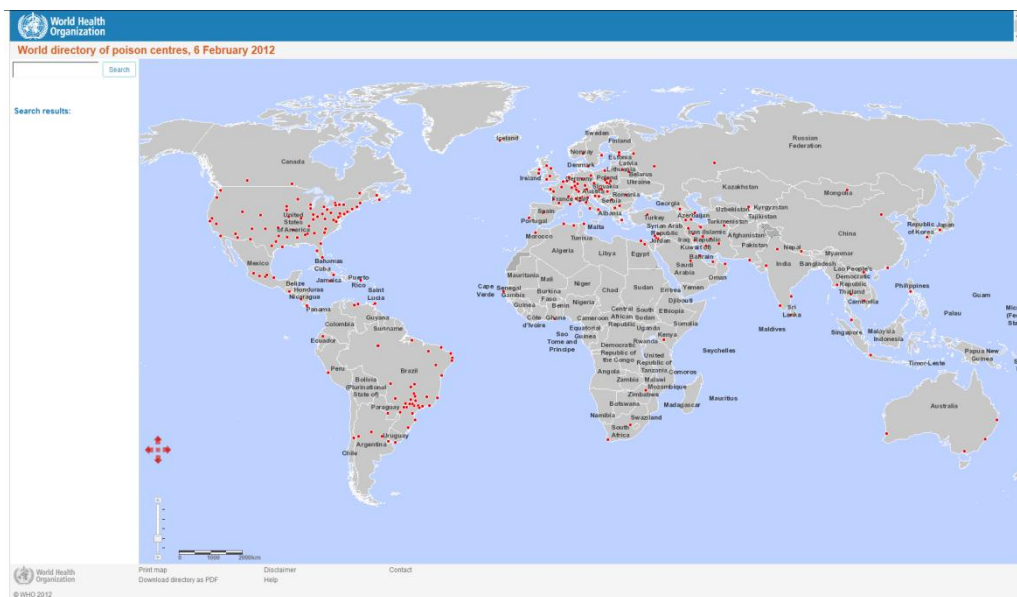 World Health
Organization
World directory of poison centres, 6 February 2012
Search
Search results:
Iceland
Sweden
Finland
Russian
Federation
Canada
Norway
Estonia
Latvia
Denmark
Lithuania
Ireland
Germany
Poland
Belarus
Ukraine
Slovakia
Austria
Romania
Kazakhstan
Mongolia
France
Serbia
Georgia
Uzbekistan
Kyrgyzstan
United
States
of America
Spain
Portugal
Albania
Turkey
Azerbaijan
Turkmenistan
Tajikistan
Malta
Syrian Arab
Republic
Republic
of Korea
Japan
Morocco
Tunisia
Jordan
Iraq
Iran Islamic
Republic
Afghanistan
China
Algeria
Libya
Egypt
Kuwait
Pakistan
Nepal
Mexico
Bahamas
Cuba
Bahrain
Saudi
Arabia
Oman
India
Bangladesh
Myanmar
Jamaica
Puerto
Rico
Mauritania
Mali
Niger
Chad
Sudan
Eritrea
Yemen
Lao People's
Democratic
Republic
Thailand
Philippines
Guam
Belize
Honduras
Nicaragua
Saint
Lucia
Cape
Verde
Senegal
Gambia
Burkina
Faso
Djibouti
Cambodia
Panama
Guinea
Benin
Nigeria
Central
African
Republic
South
Sudan
Ethiopia
Sri
Lanka
Palau
Guyana
Colombia
Suriname
Côte
d'Ivoire
Ghana
Cameroon
Somalia
Maldives
Singapore
Malaysia
Indonesia
Ecuador
Equatorial
Guinea
Uganda
Kenya
Sao
Tome and
Principe
Rwanda
Democratic
Republic of
the Congo
United
Republic of
Tanzania
Seychelles
Timor-Leste
Papua New
Guinea
Peru
Brazil
Angola
Zambia
Malawi
Comoros
Bolivia
(Plurinational
State of)
Mozambique
Zimbabwe
Madagascar
Mauritius
Paraguay
Namibia
Botswana
Swaziland
Australia
Uruguay
Argentina
Chile
South
Africa
0 1000 2000km
World Health
Organization
Print map
Disclaimer
Contact
Download directory as PDF
Help
© WHO 2012